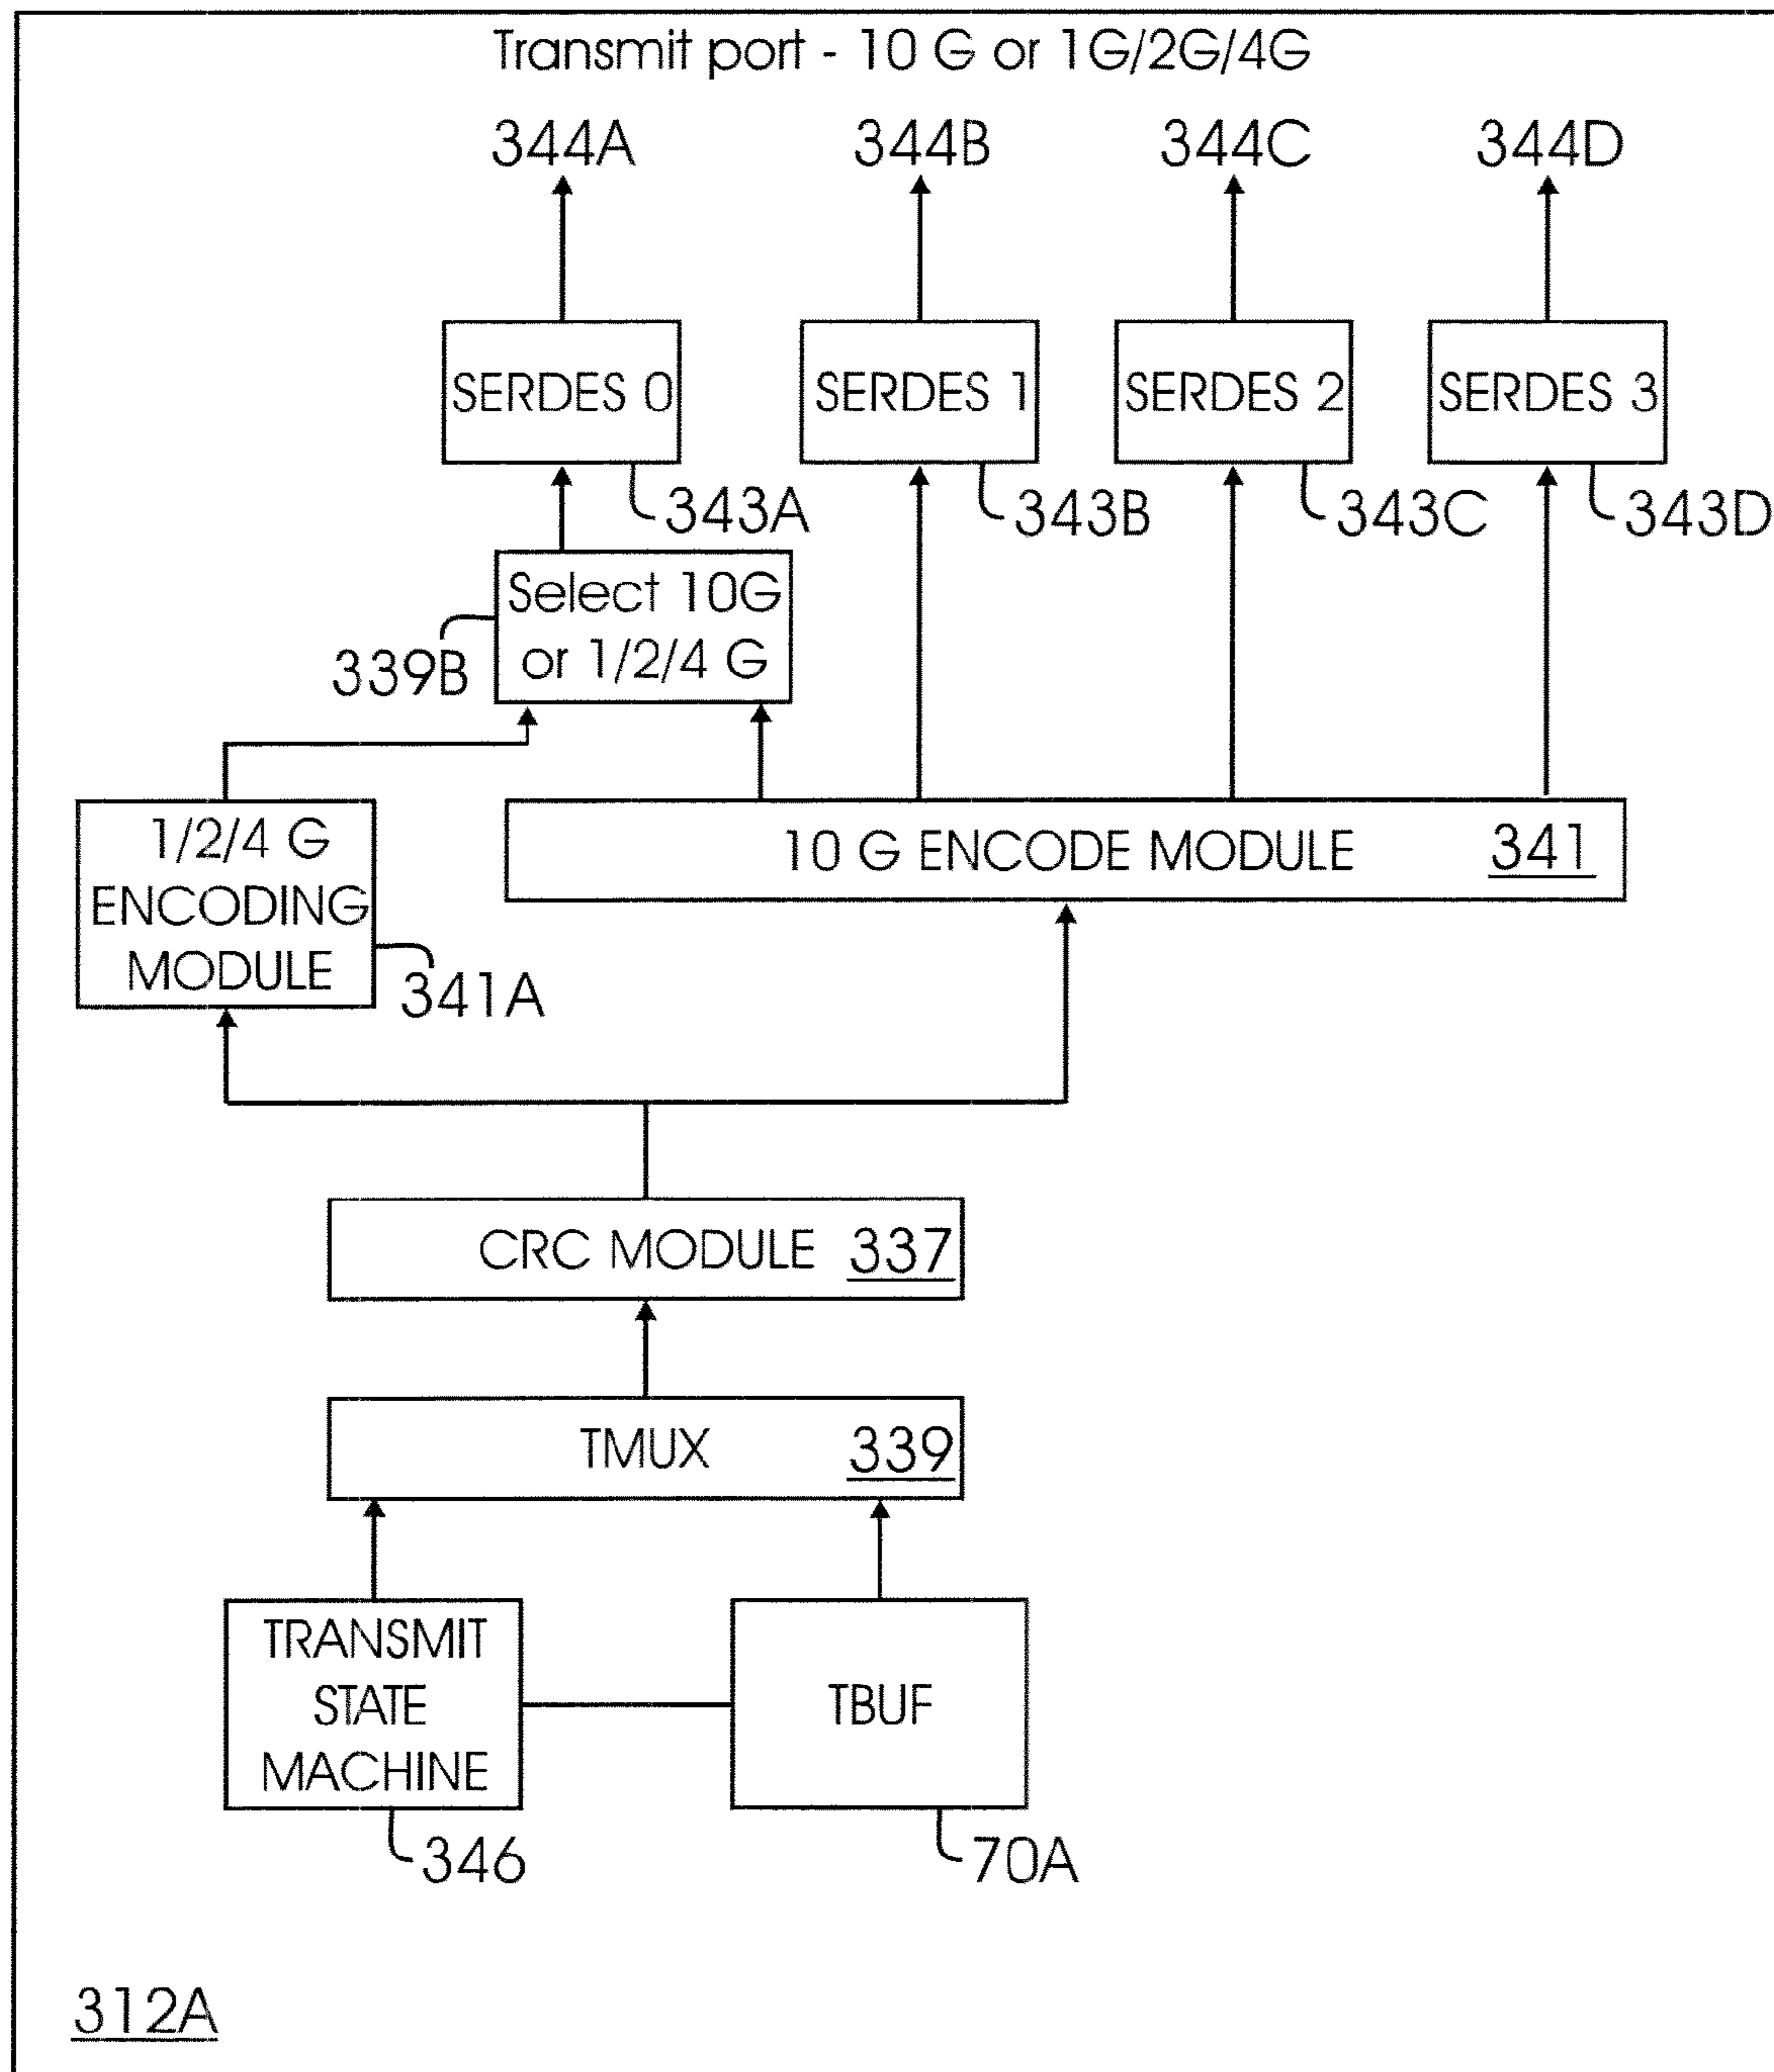 Transmit port - 10 G or 1G/2G/4G
344A 344B 344C 344D
SERDES 0 SERDES 1 SERDES 2 SERDES 3
343A 343B 343C 343D
Select 10G
or 1/2/4 G
339B
1/2/4 G
ENCODING
MODULE
341A
10 G ENCODE MODULE 341
CRC MODULE 337
TMUX 339
TRANSMIT
STATE
MACHINE
346
TBUF
70A
312A